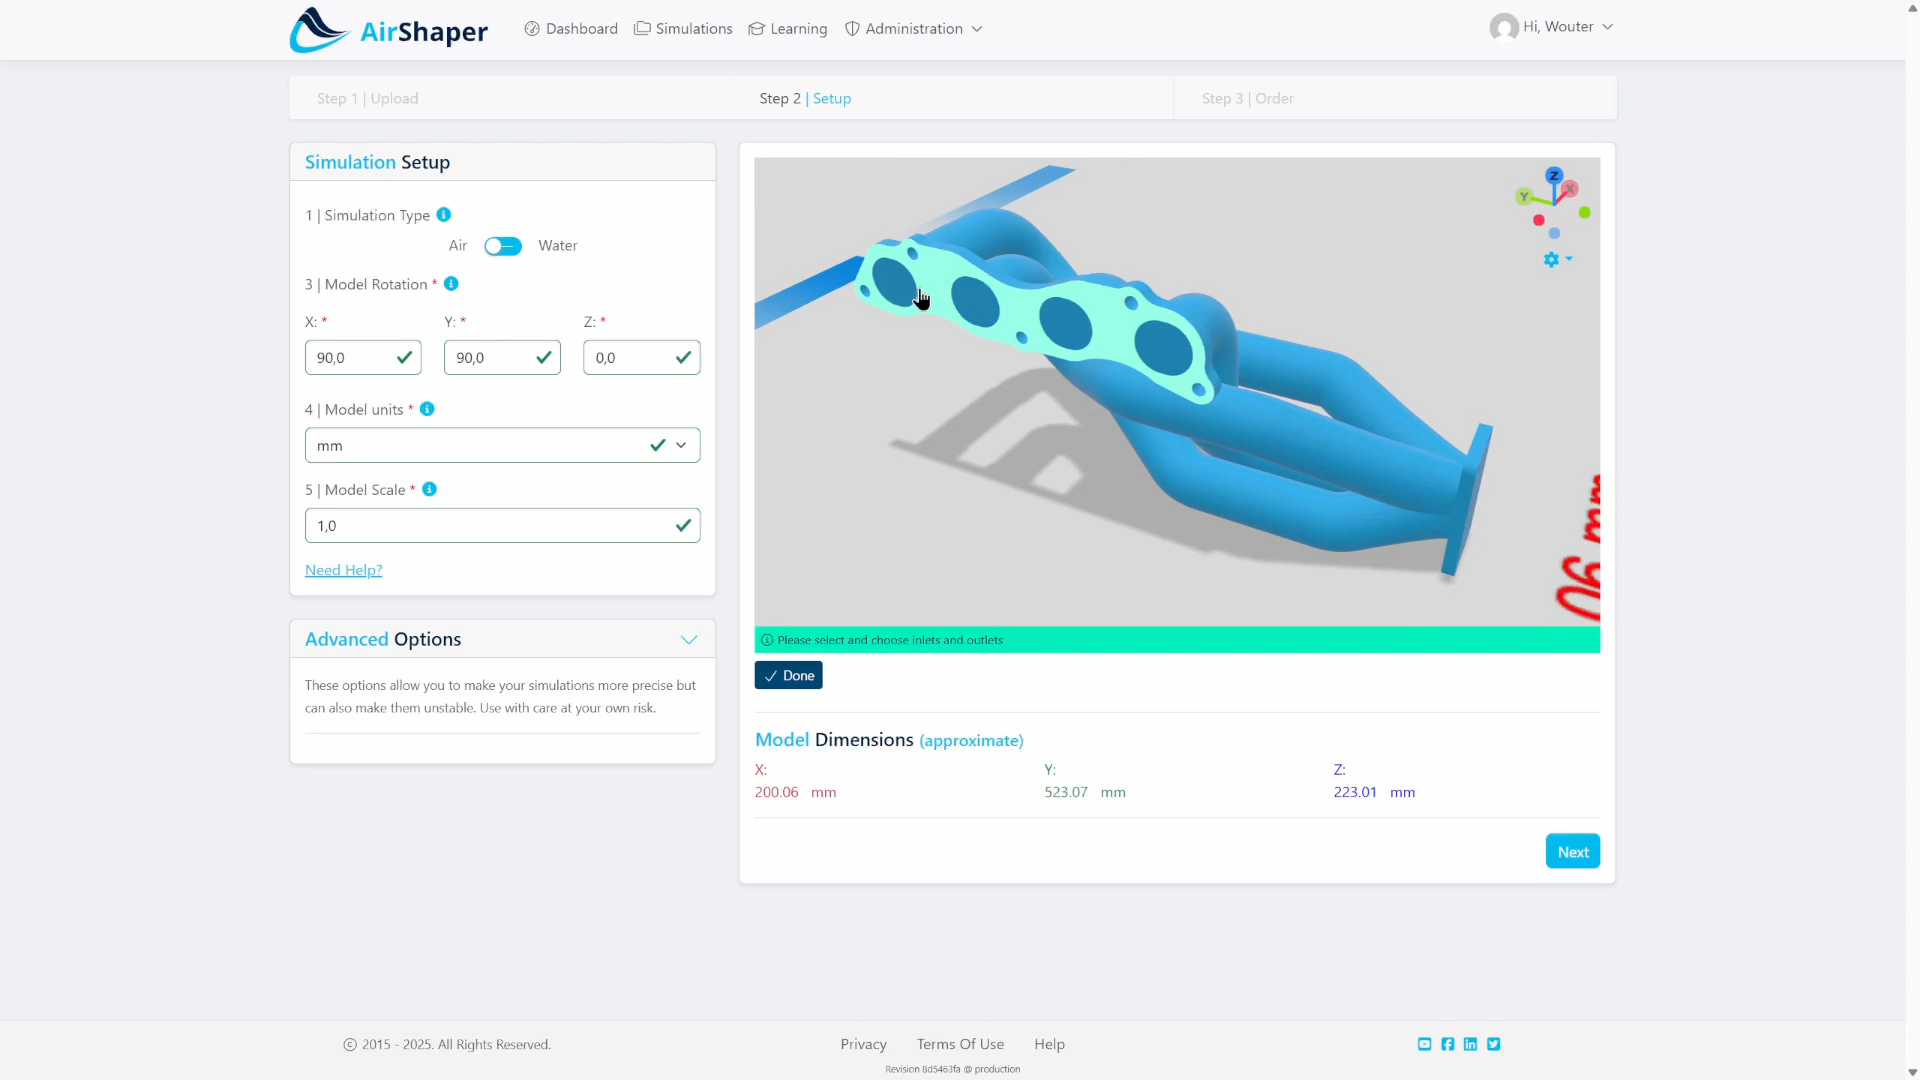 AirShaper
Dashboard
Simulations
Learning
Administration
Hi, Wouter
Step 1 | Upload
Step 2 | Setup
Step 3 | Order
Simulation Setup
1 | Simulation Type
Air
Water
3 | Model Rotation *
X: *
Y: *
Z: *
90,0
90,0
0,0
4 | Model units *
mm
5 | Model Scale *
1,0
Need Help?
Advanced Options
These options allow you to make your simulations more precise but
can also make them unstable. Use with care at your own risk.
Z
X
Y
Please select and choose inlets and outlets
Done
Model Dimensions (approximate)
X:
Y:
Z:
200.06 mm
523.07 mm
223.01 mm
Next
© 2015 - 2025. All Rights Reserved.
Privacy
Terms Of Use
Help
Revision 8d5463fa @ production